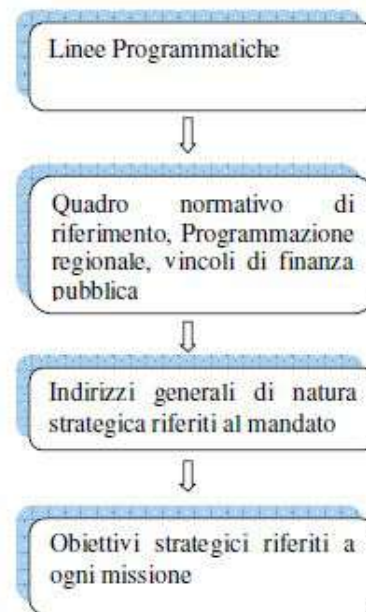 Linee Programmatiche
Quadro normativo di
riferimento, Programmazione
regionale, vincoli di finanza
pubblica
Indirizzi generali di natura
strategica riferiti al mandato
Obiettivi strategici riferiti a
ogni missione